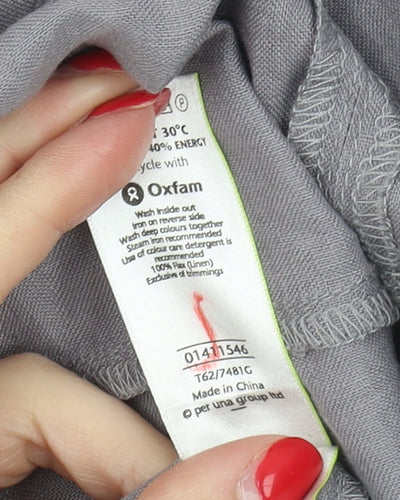 P
30°C
40% ENERGY
cycle with
Oxfam
Wash inside out
Iron on reverse side
Wash deep colours together
Steam iron recommended
Use of colour care detergent is
recommended
100% Flax (Linen)
Exclusive of trimmings
01411546
T62/7481G
Made in China
© per una group ltd